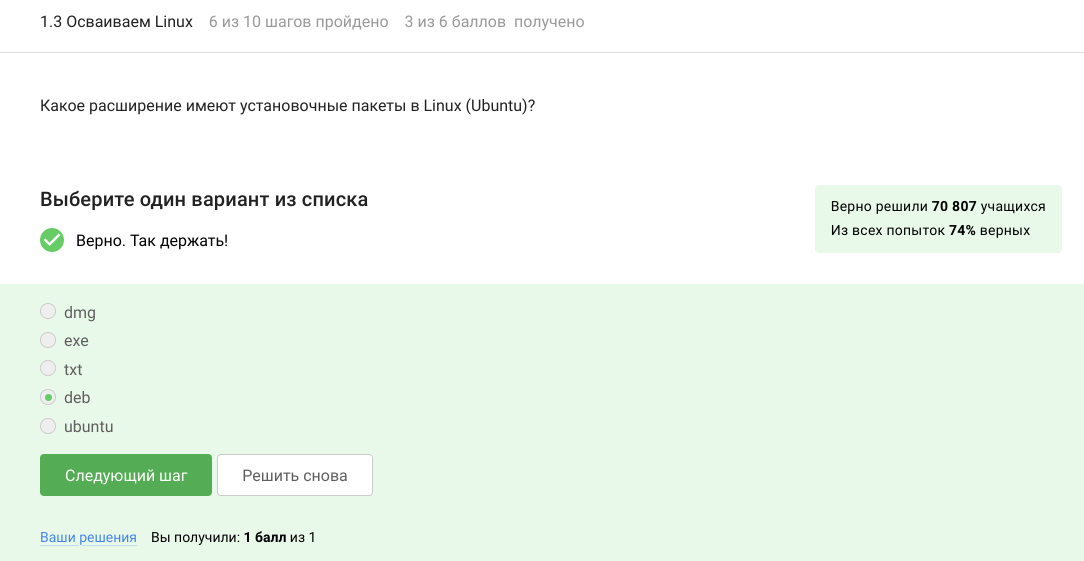 1.3 Осваиваем Linux 6 из 10 шагов пройдено 3 из 6 баллов получено
Какое расширение имеют установочные пакеты в Linux (Ubuntu)?
Выберите один вариант из списка
Верно. Так держать!
Верно решили 70 807 учащихся
Из всех попыток 74% верных
dmg
exe
txt
deb
ubuntu
Следующий шаг Решить снова
Ваши решения Вы получили: 1 балл из 1